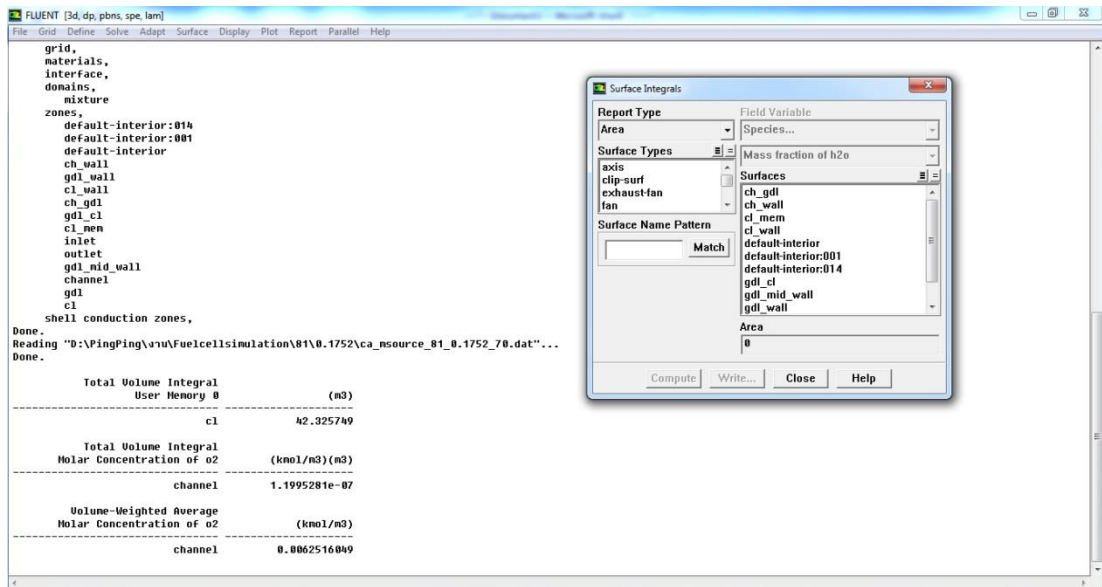 FLUENT [3d, dp, pbns, spe, lam]
File Grid Define Solve Adapt Surface Display Plot Report Parallel Help
grid,
materials,
interface,
domains,
mixture
zones,
default-interior:014
default-interior:001
default-interior
ch_wall
gdl_wall
cl_wall
ch_gdl
gdl_cl
cl_mem
inlet
outlet
gdl_mid_wall
channel
gdl
cl
shell conduction zones,
Done.
Reading "D:\PingPing\งาน\Fuelcellsimulation\81\0.1752\ca_msource_81_0.1752_70.dat"...
Done.
Total Volume Integral
User Memory 0 (m3)
-------------------------------- --------------------
cl 42.325749
Total Volume Integral
Molar Concentration of o2 (kmol/m3)(m3)
-------------------------------- --------------------
channel 1.1995281e-07
Volume-Weighted Average
Molar Concentration of o2 (kmol/m3)
-------------------------------- --------------------
channel 0.0062516049
Surface Integrals
Report Type Field Variable
Area Species...
Surface Types Mass fraction of h2o
axis
clip-surf
exhaust-fan
fan
Surface Name Pattern
Match
Surfaces
ch_gdl
ch_wall
cl_mem
cl_wall
default-interior
default-interior:001
default-interior:014
gdl_cl
gdl_mid_wall
gdl_wall
Area
0
Compute Write... Close Help